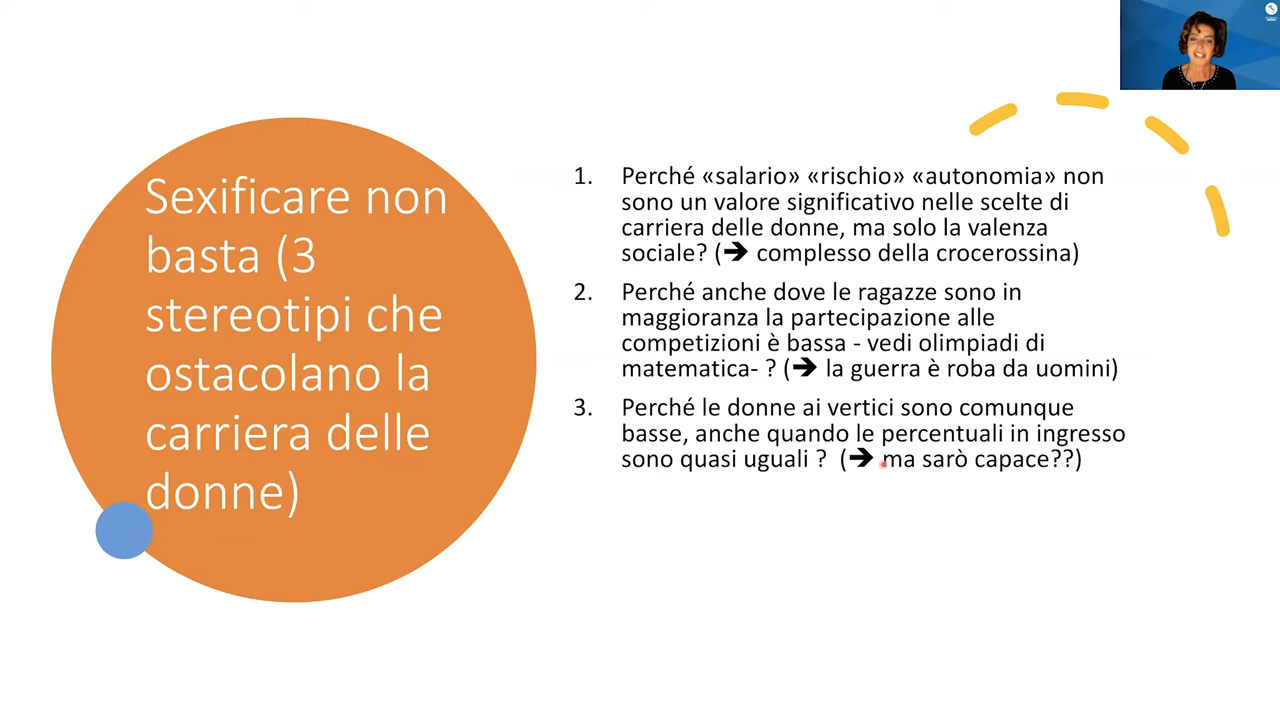 Sexificare non
basta (3
stereotipi che
ostacolano la
carriera delle
donne)
1. Perché «salario» «rischio» «autonomia» non
sono un valore significativo nelle scelte di
carriera delle donne, ma solo la valenza
sociale? (➔ complesso della crocerossina)
2. Perché anche dove le ragazze sono in
maggioranza la partecipazione alle
competizioni è bassa - vedi olimpiadi di
matematica- ? (➔ la guerra è roba da uomini)
3. Perché le donne ai vertici sono comunque
basse, anche quando le percentuali in ingresso
sono quasi uguali ? (➔ ma sarò capace??)